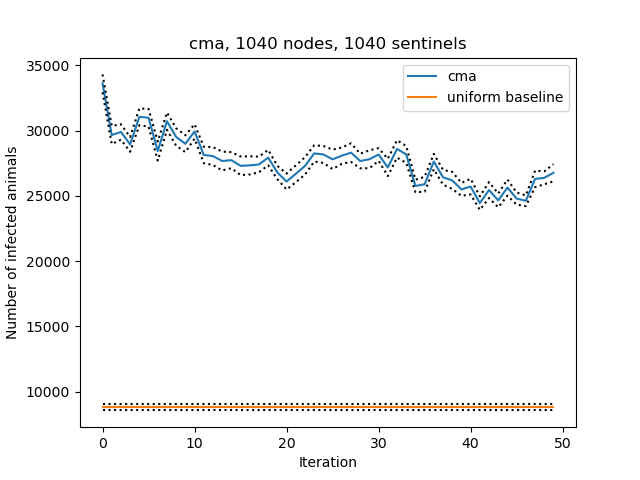 cma, 1040 nodes, 1040 sentinels
cma
uniform baseline
Number of infected animals
35000
30000
25000
20000
15000
10000
0
10
20
30
40
50
Iteration